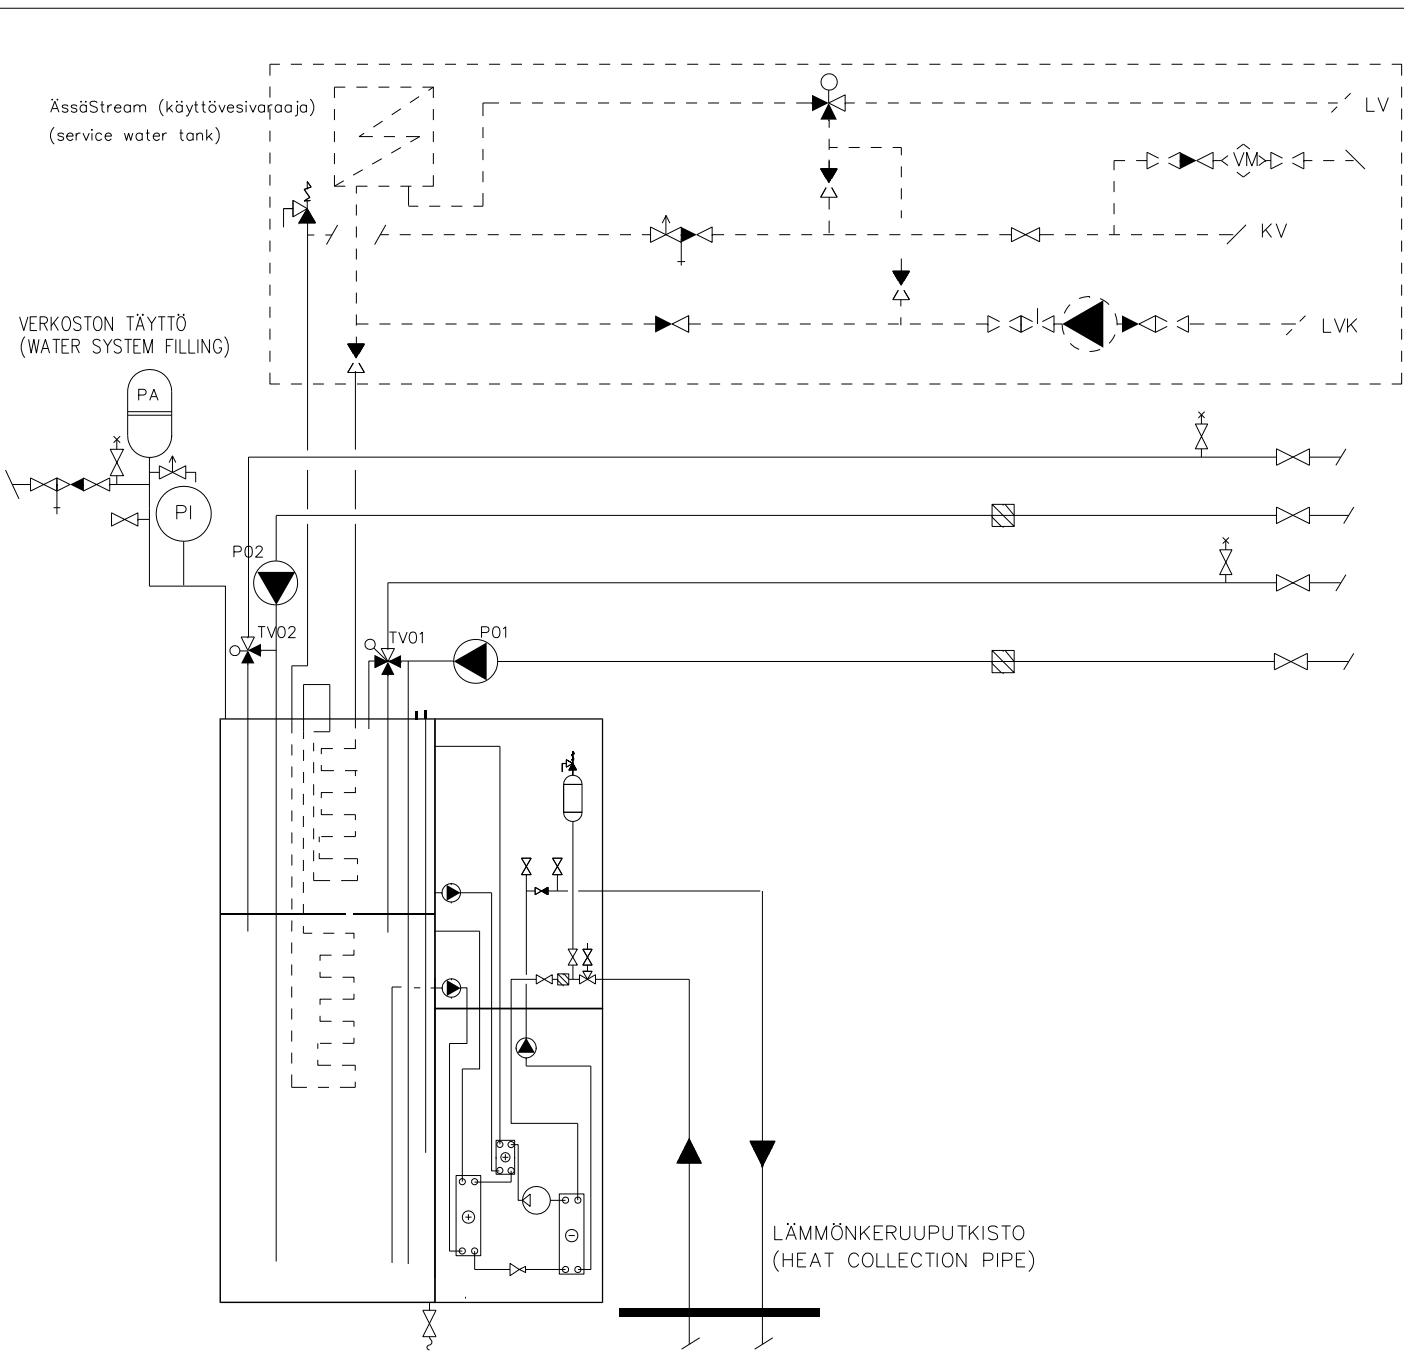 ÄssäStream (käyttövesivaraaja)
(service water tank)
LV
VM
KV
LVK
VERKOSTON TÄYTTÖ
(WATER SYSTEM FILLING)
PA
PI
P02
TV02
TV01
P01
LÄMMÖNKERUUPUTKISTO
(HEAT COLLECTION PIPE)